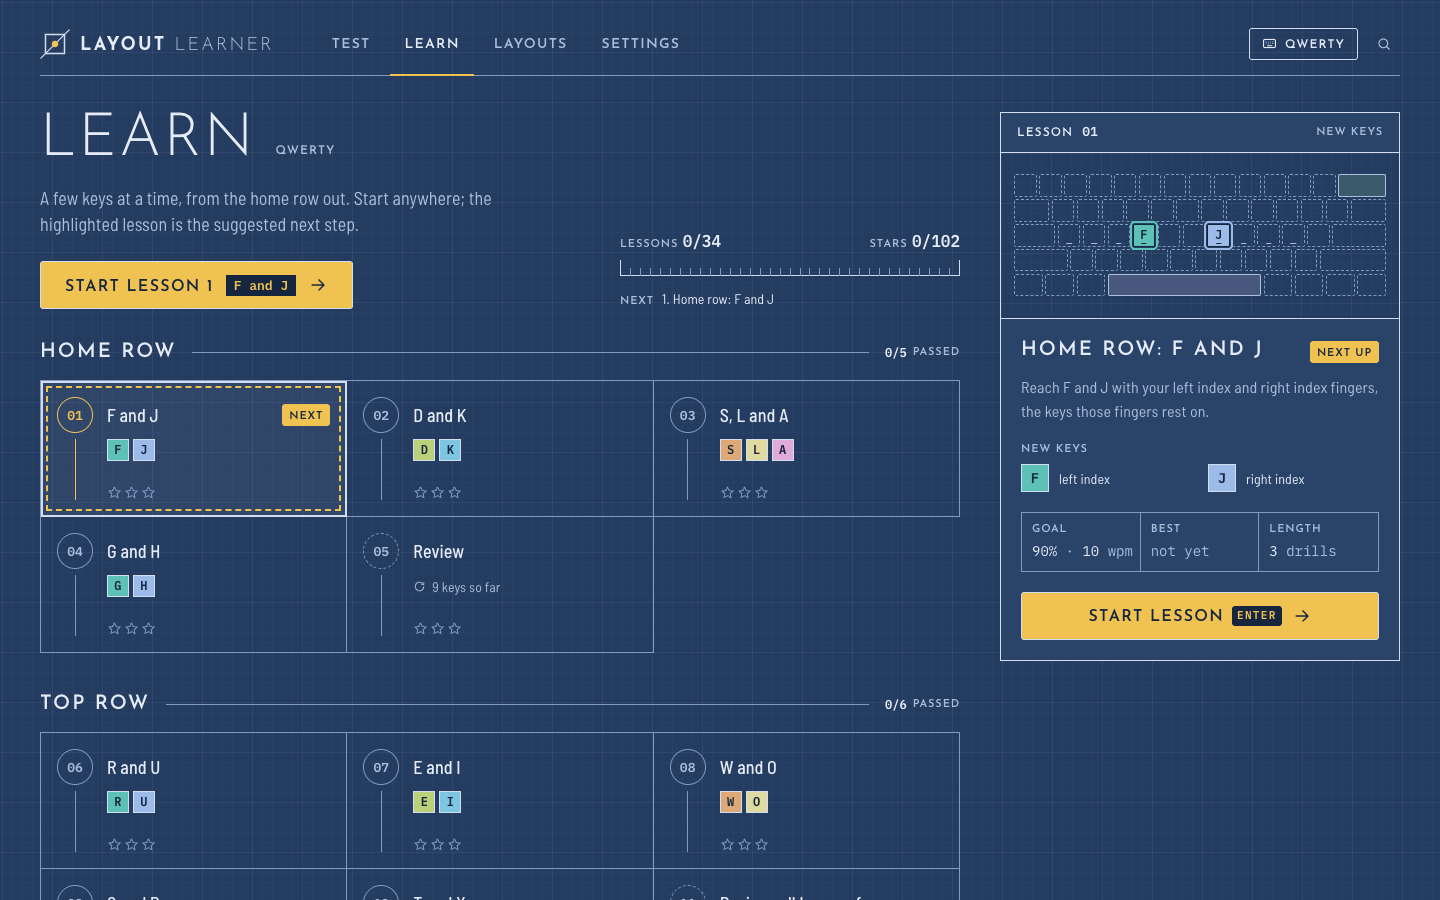 LAYOUT LEARNER
TEST LEARN LAYOUTS SETTINGS
QWERTY
LEARN QWERTY
A few keys at a time, from the home row out. Start anywhere; the
highlighted lesson is the suggested next step.
START LESSON 1 F and J
LESSONS 0/34 STARS 0/102
NEXT 1. Home row: F and J
HOME ROW 0/5 PASSED
01 F and J NEXT
F J
02 D and K
D K
03 S, L and A
S L A
04 G and H
G H
05 Review
9 keys so far
TOP ROW 0/6 PASSED
06 R and U
R U
07 E and I
E I
08 W and O
W O
LESSON 01 NEW KEYS
F J
HOME ROW: F AND J NEXT UP
Reach F and J with your left index and right index fingers,
the keys those fingers rest on.
NEW KEYS
F left index J right index
GOAL BEST LENGTH
90% · 10 wpm not yet 3 drills
START LESSON ENTER